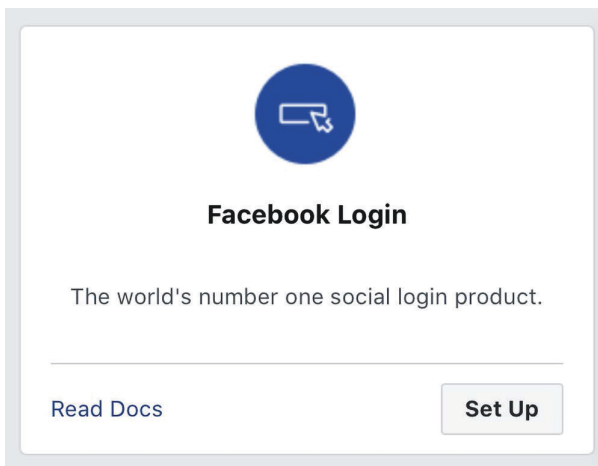 Facebook Login
The world's number one social login product.
Read Docs
Set Up